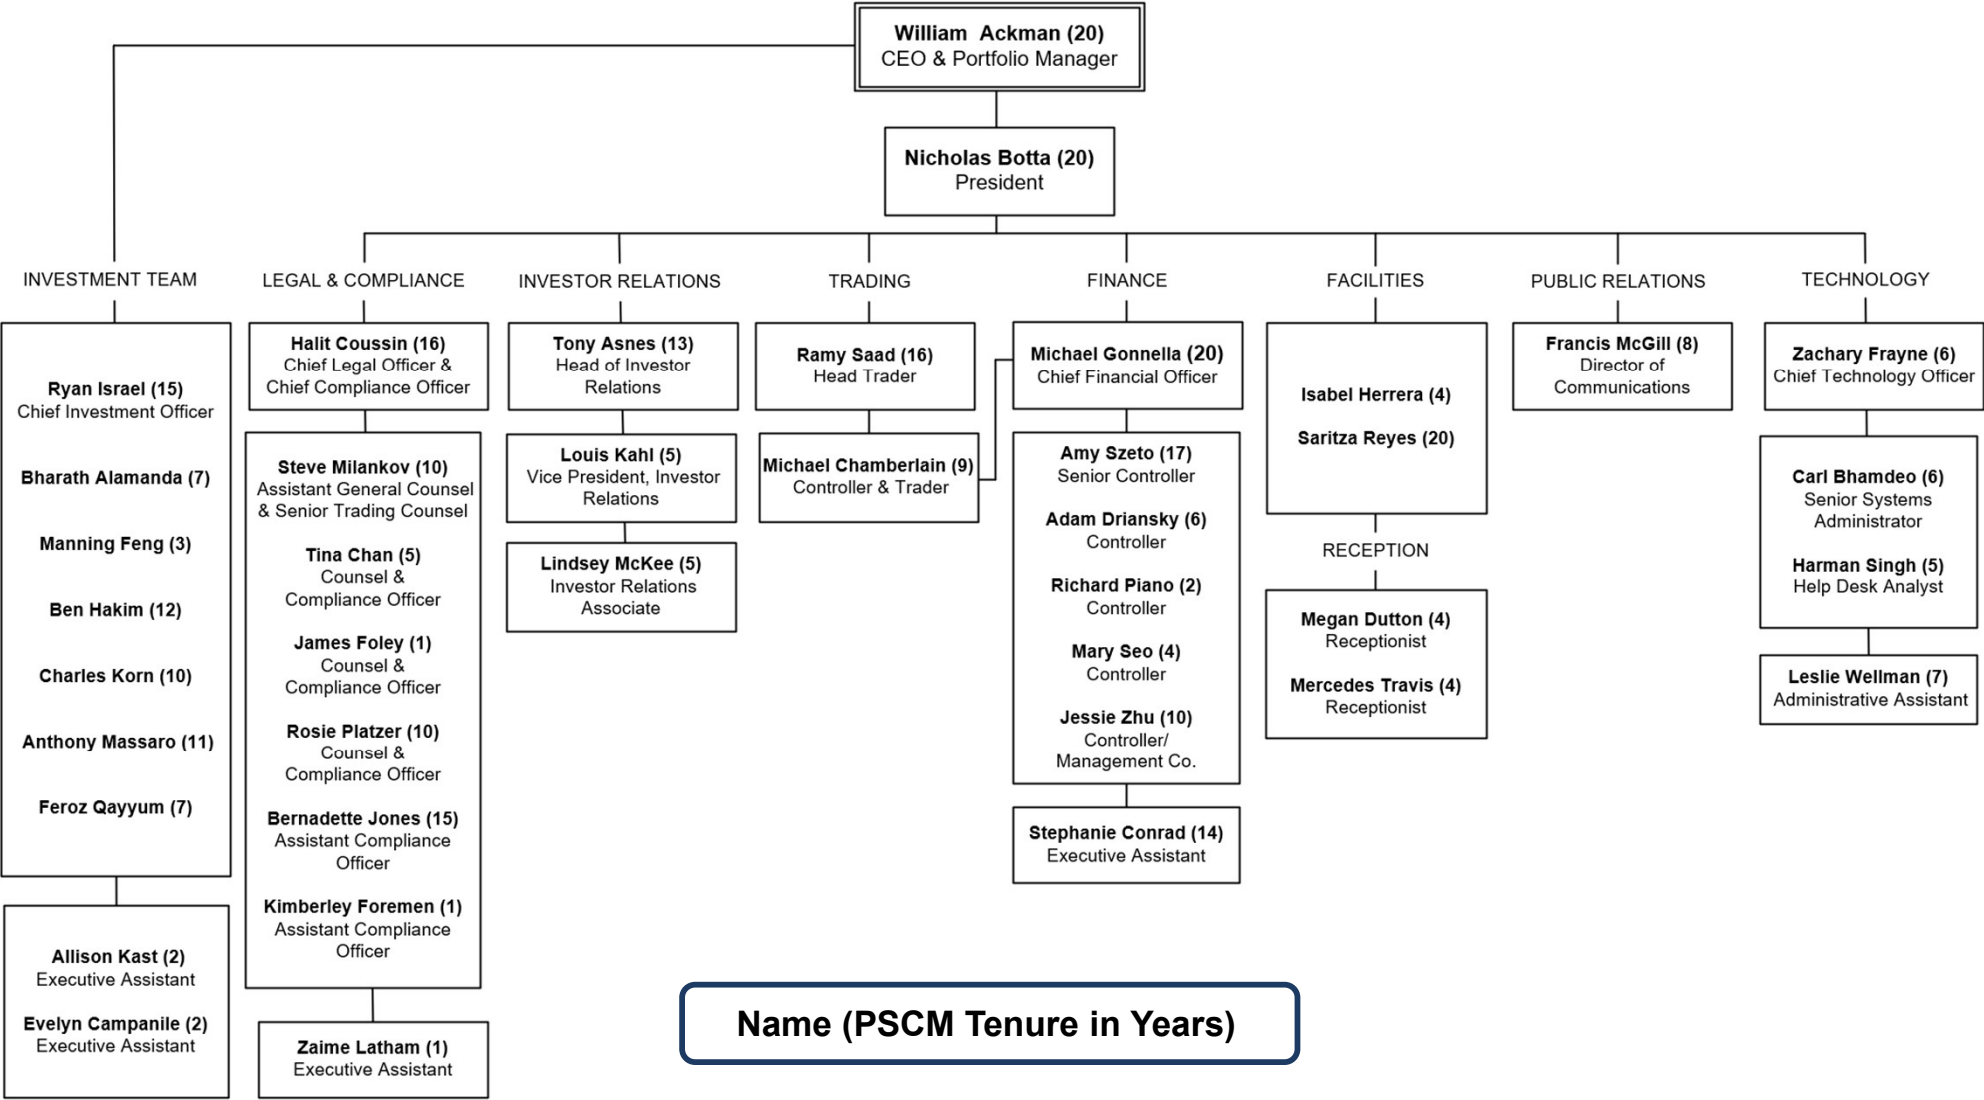 William Ackman (20)
CEO & Portfolio Manager
Nicholas Botta (20)
President
INVESTMENT TEAM
Ryan Israel (15)
Chief Investment Officer
Bharath Alamanda (7)
Manning Feng (3)
Ben Hakim (12)
Charles Korn (10)
Anthony Massaro (11)
Feroz Qayyum (7)
Allison Kast (2)
Executive Assistant
Evelyn Campanile (2)
Executive Assistant
LEGAL & COMPLIANCE
Halit Coussin (16)
Chief Legal Officer &
Chief Compliance Officer
Steve Milankov (10)
Assistant General Counsel
& Senior Trading Counsel
Tina Chan (5)
Counsel &
Compliance Officer
James Foley (1)
Counsel &
Compliance Officer
Rosie Platzer (10)
Counsel &
Compliance Officer
Bernadette Jones (15)
Assistant Compliance
Officer
Kimberley Foremen (1)
Assistant Compliance
Officer
Zaime Latham (1)
Executive Assistant
INVESTOR RELATIONS
Tony Asnes (13)
Head of Investor
Relations
Louis Kahl (5)
Vice President, Investor
Relations
Lindsey McKee (5)
Investor Relations
Associate
TRADING
Ramy Saad (16)
Head Trader
Michael Chamberlain (9)
Controller & Trader
FINANCE
Michael Gonnella (20)
Chief Financial Officer
Amy Szeto (17)
Senior Controller
Adam Driansky (6)
Controller
Richard Piano (2)
Controller
Mary Seo (4)
Controller
Jessie Zhu (10)
Controller/
Management Co.
Stephanie Conrad (14)
Executive Assistant
FACILITIES
Isabel Herrera (4)
Saritza Reyes (20)
RECEPTION
Megan Dutton (4)
Receptionist
Mercedes Travis (4)
Receptionist
PUBLIC RELATIONS
Francis McGill (8)
Director of
Communications
TECHNOLOGY
Zachary Frayne (6)
Chief Technology Officer
Carl Bhamdeo (6)
Senior Systems
Administrator
Harman Singh (5)
Help Desk Analyst
Leslie Wellman (7)
Administrative Assistant
Name (PSCM Tenure in Years)